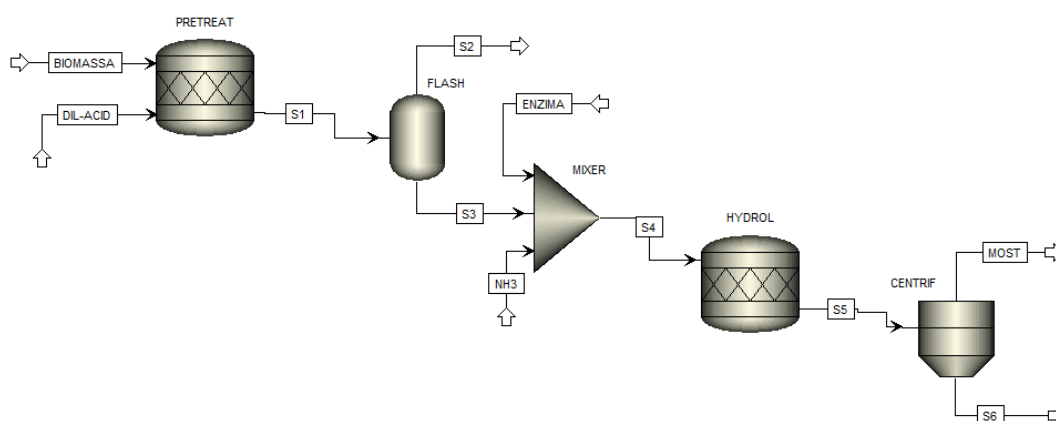 PRETREAT
BIOMASSA
DIL-ACID
S1
S2
FLASH
S3
ENZIMA
MIXER
NH3
S4
HYDROL
S5
MOST
CENTRIF
S6